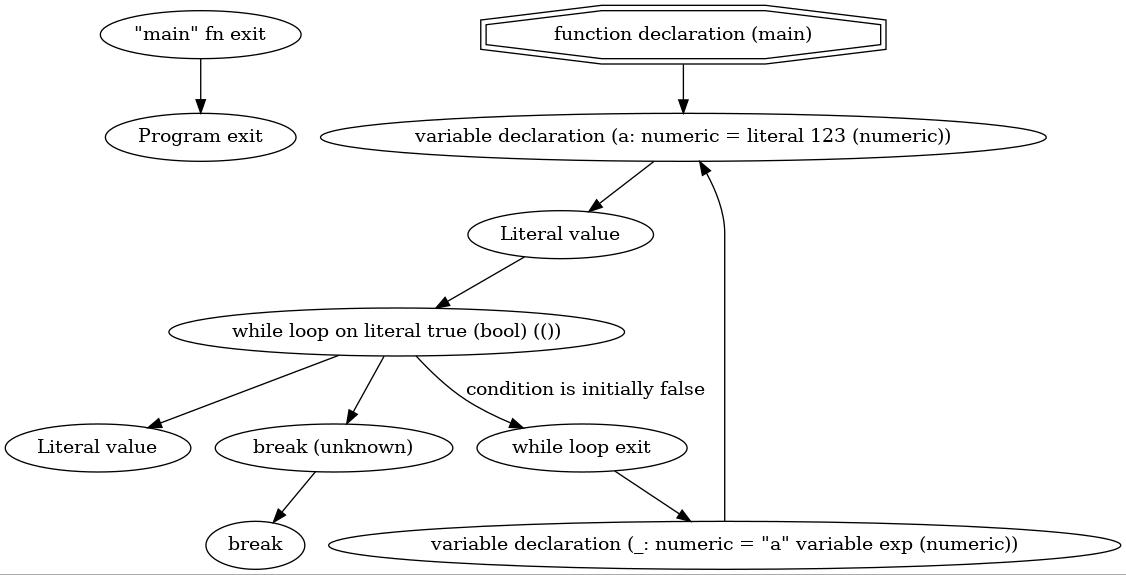 "main" fn exit
function declaration (main)
Program exit
variable declaration (a: numeric = literal 123 (numeric))
Literal value
while loop on literal true (bool) (())
condition is initially false
Literal value
break (unknown)
while loop exit
break
variable declaration (_: numeric = "a" variable exp (numeric))